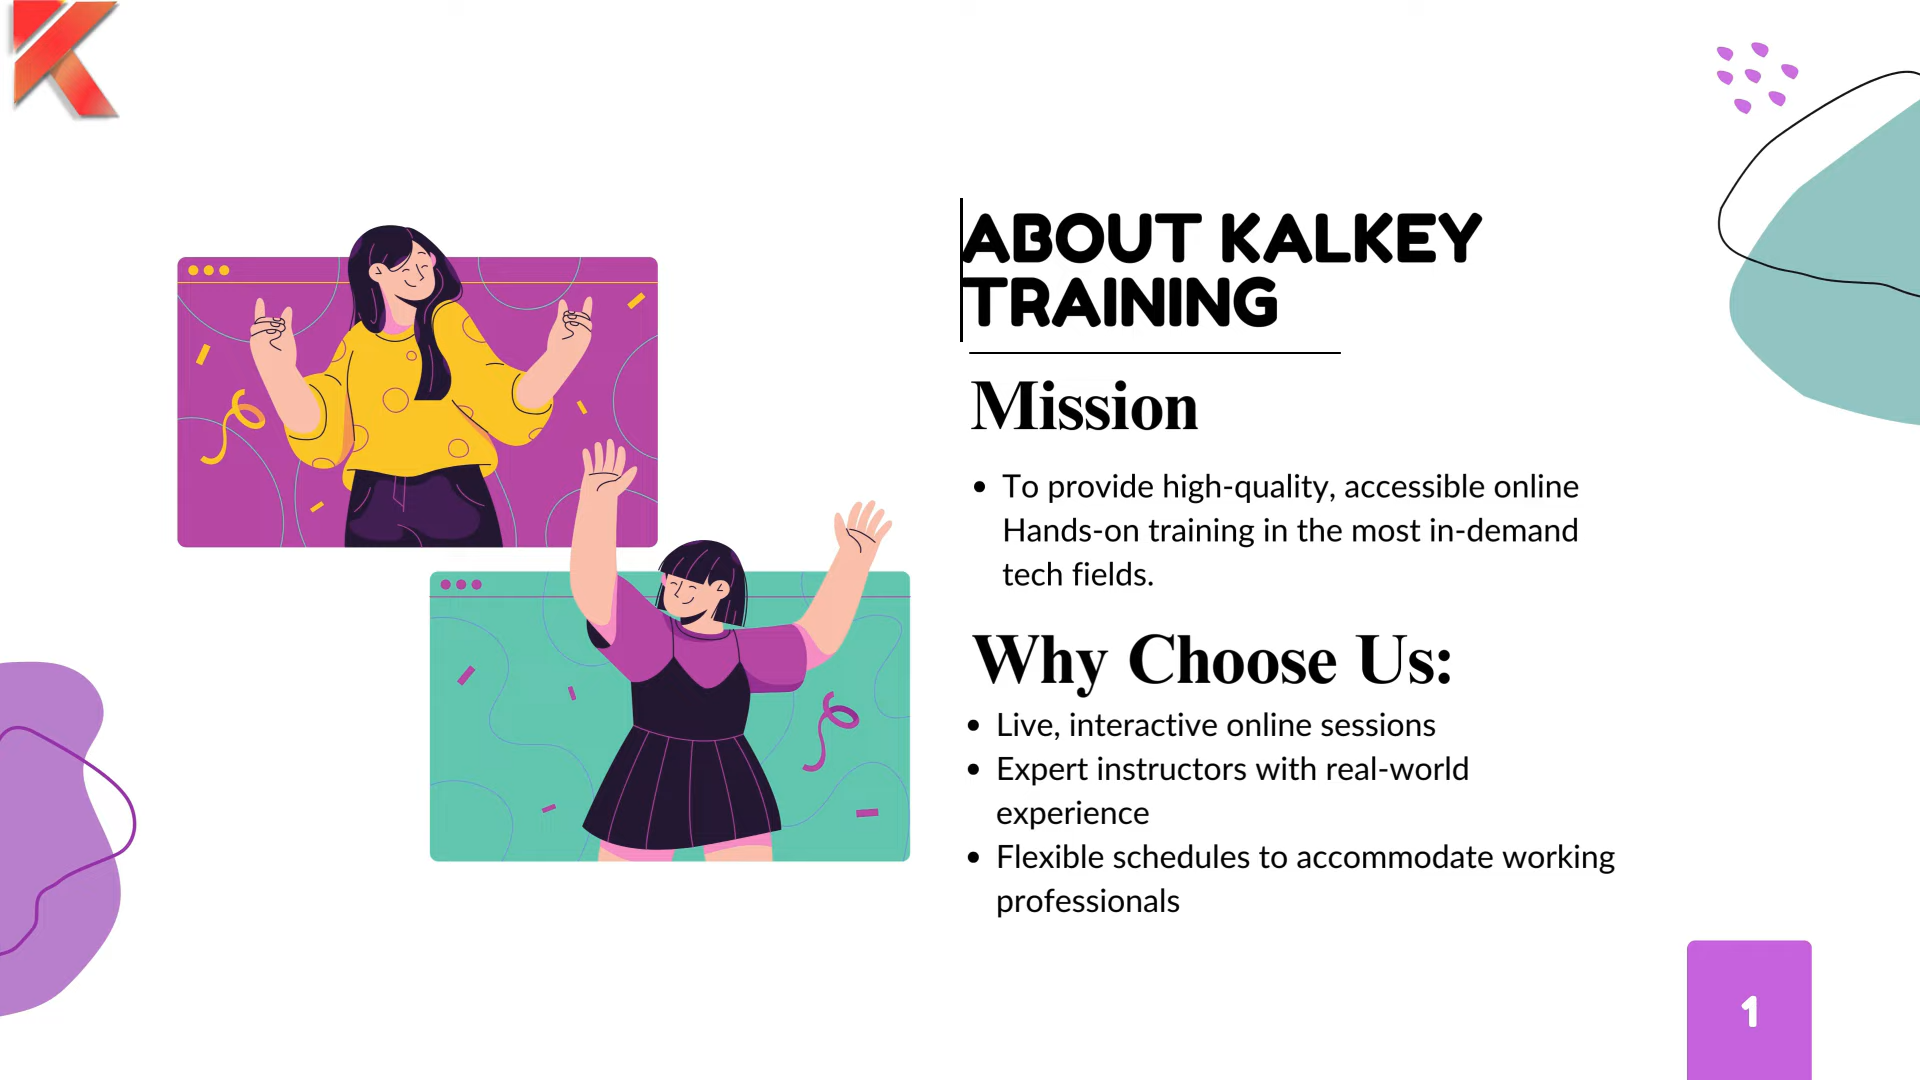 ABOUT KALKEY
TRAINING
Mission
• To provide high-quality, accessible online
Hands-on training in the most in-demand
tech fields.
Why Choose Us:
• Live, interactive online sessions
• Expert instructors with real-world
experience
• Flexible schedules to accommodate working
professionals
1